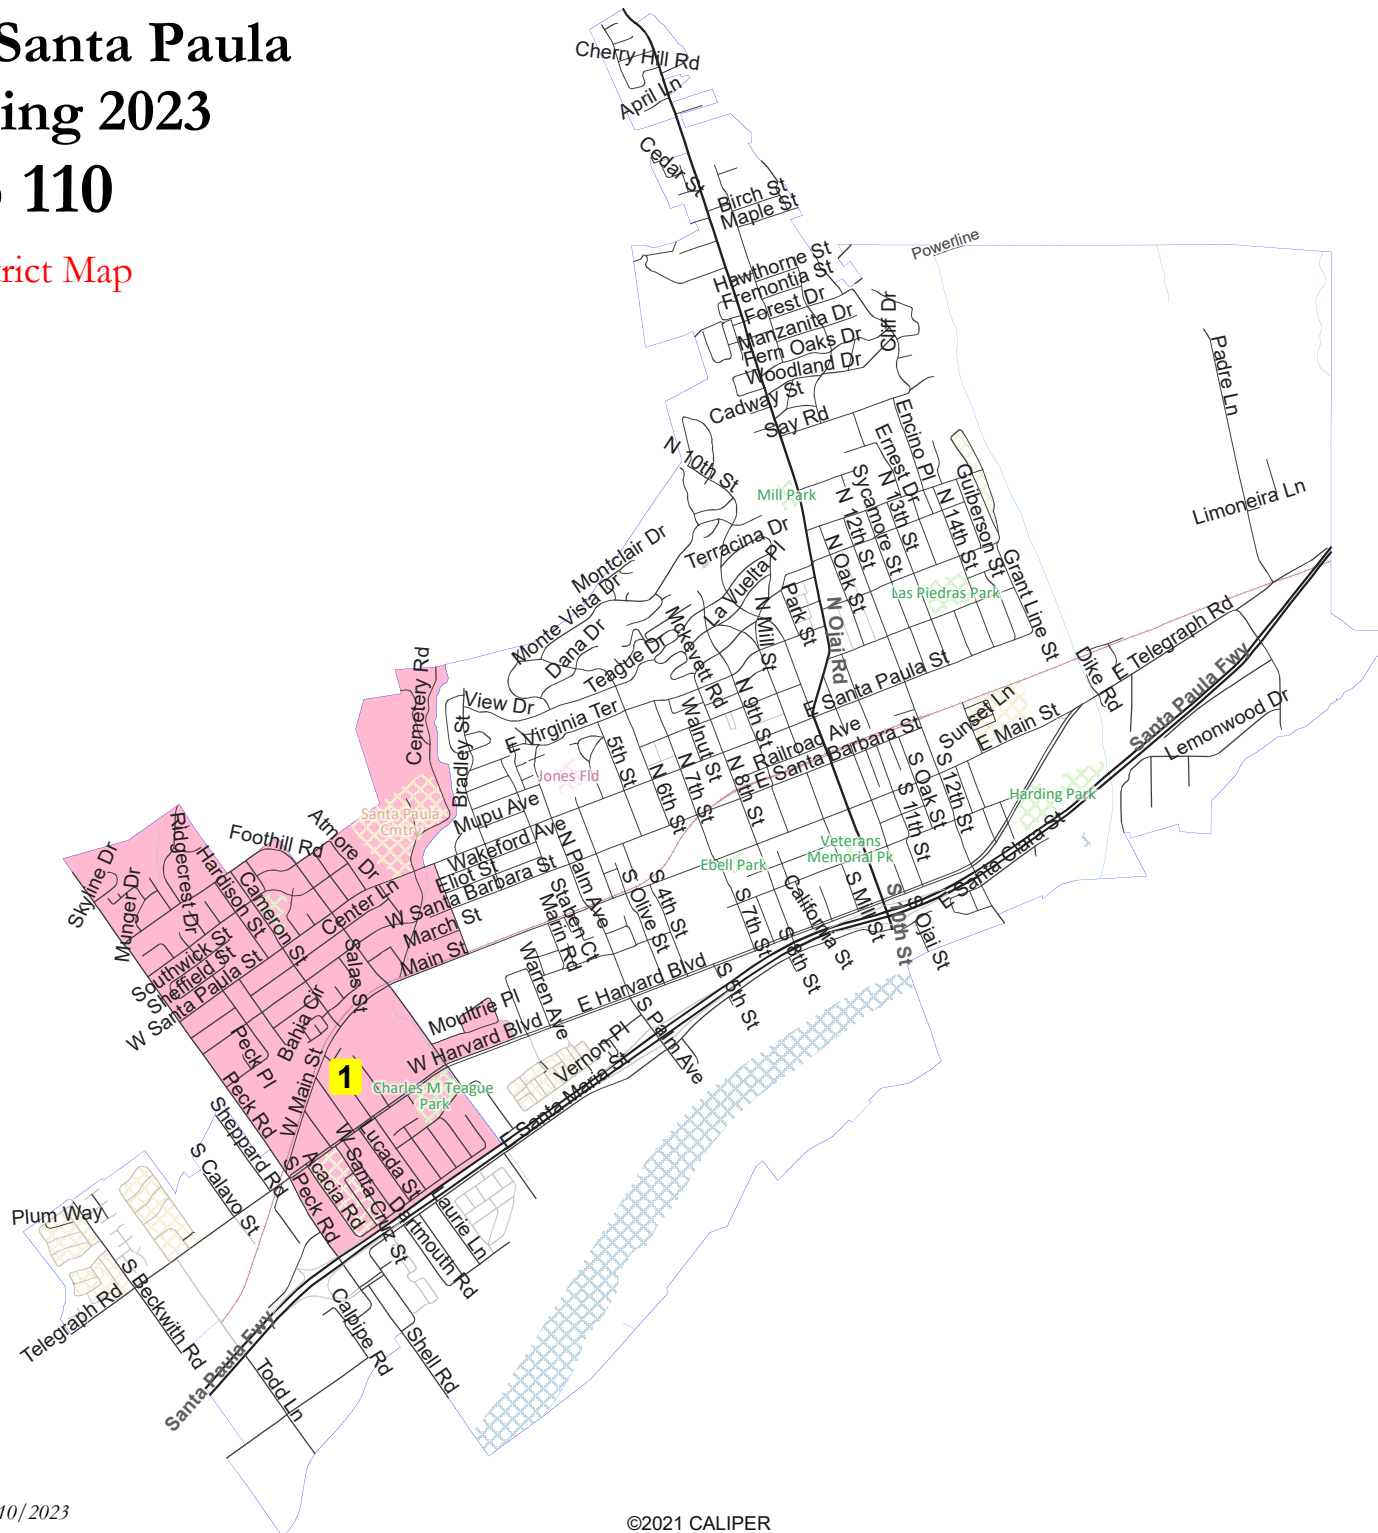 Santa Paula
ing 2023
110
trict Map
Cherry Hill Rd
April Ln
Cedar St
Birch St
Maple St
Powerline
Hawthorne St
Fremontia St
Forest Dr
Manzanita Dr
Fern Oaks Dr
Woodland Dr
Cliff Dr
Cadway St
Say Rd
Padre Ln
Limoneira Ln
N 10th St
Mill Park
Encino Pl
Ernest Dr
Sycamore St
N 12th St
N 13th St
N 14th St
Guiberson St
Grant Line St
N Oak St
Las Piedras Park
Montclair Dr
Terracina Dr
La Vuelta Pl
Monte Vista Dr
Dana Dr
Teague Dr
Mckevett Rd
N Mill St
Park St
N Ojai Rd
E Santa Paula St
Dike Rd
E Telegraph Rd
Santa Paula Fwy
Lemonwood Dr
Cemetery Rd
View Dr
Bradley St
E Virginia Ter
5th St
N 6th St
N 7th St
Walnut St
N 8th St
N 9th St
Railroad Ave
E Santa Barbara St
Sunset Ln
E Main St
S 12th St
S Oak St
S 11th St
Jones Fld
Harding Park
Santa Paula
Cmtry
Mupu Ave
Wakeford Ave
Eliot St
W Santa Barbara St
March St
Main St
N Palm Ave
Staben Ct
Marin Rd
Warren Ave
S Olive St
S 4th St
Ebell Park
Veterans
Memorial Pk
California St
S Mill St
S 10th St
S Ojai St
E Santa Clara St
S 7th St
S 8th St
S 5th St
E Harvard Blvd
S Palm Ave
Vernon Pl
E Santa Maria St
Skyline Dr
Munger Dr
Ridgecrest Dr
Hardison St
Foothill Rd
Cameron St
Atmore Dr
Center Ln
Southwick St
S Sheffield St
W Santa Paula St
Salas St
Bahia Cir
Peck Pl
W Main St
Peck Rd
Moultrie Pl
W Harvard Blvd
1
Charles M Teague
Park
Sheppard Rd
S Calavo St
S Peck Rd
Acacia Rd
W Santa Cruz St
Lucada St
Dartmouth Rd
Laurie Ln
Plum Way
S Beckwith Rd
Telegraph Rd
Santa Paula Fwy
Todd Ln
Calpipe Rd
Shell Rd
10/2023
©2021 CALIPER